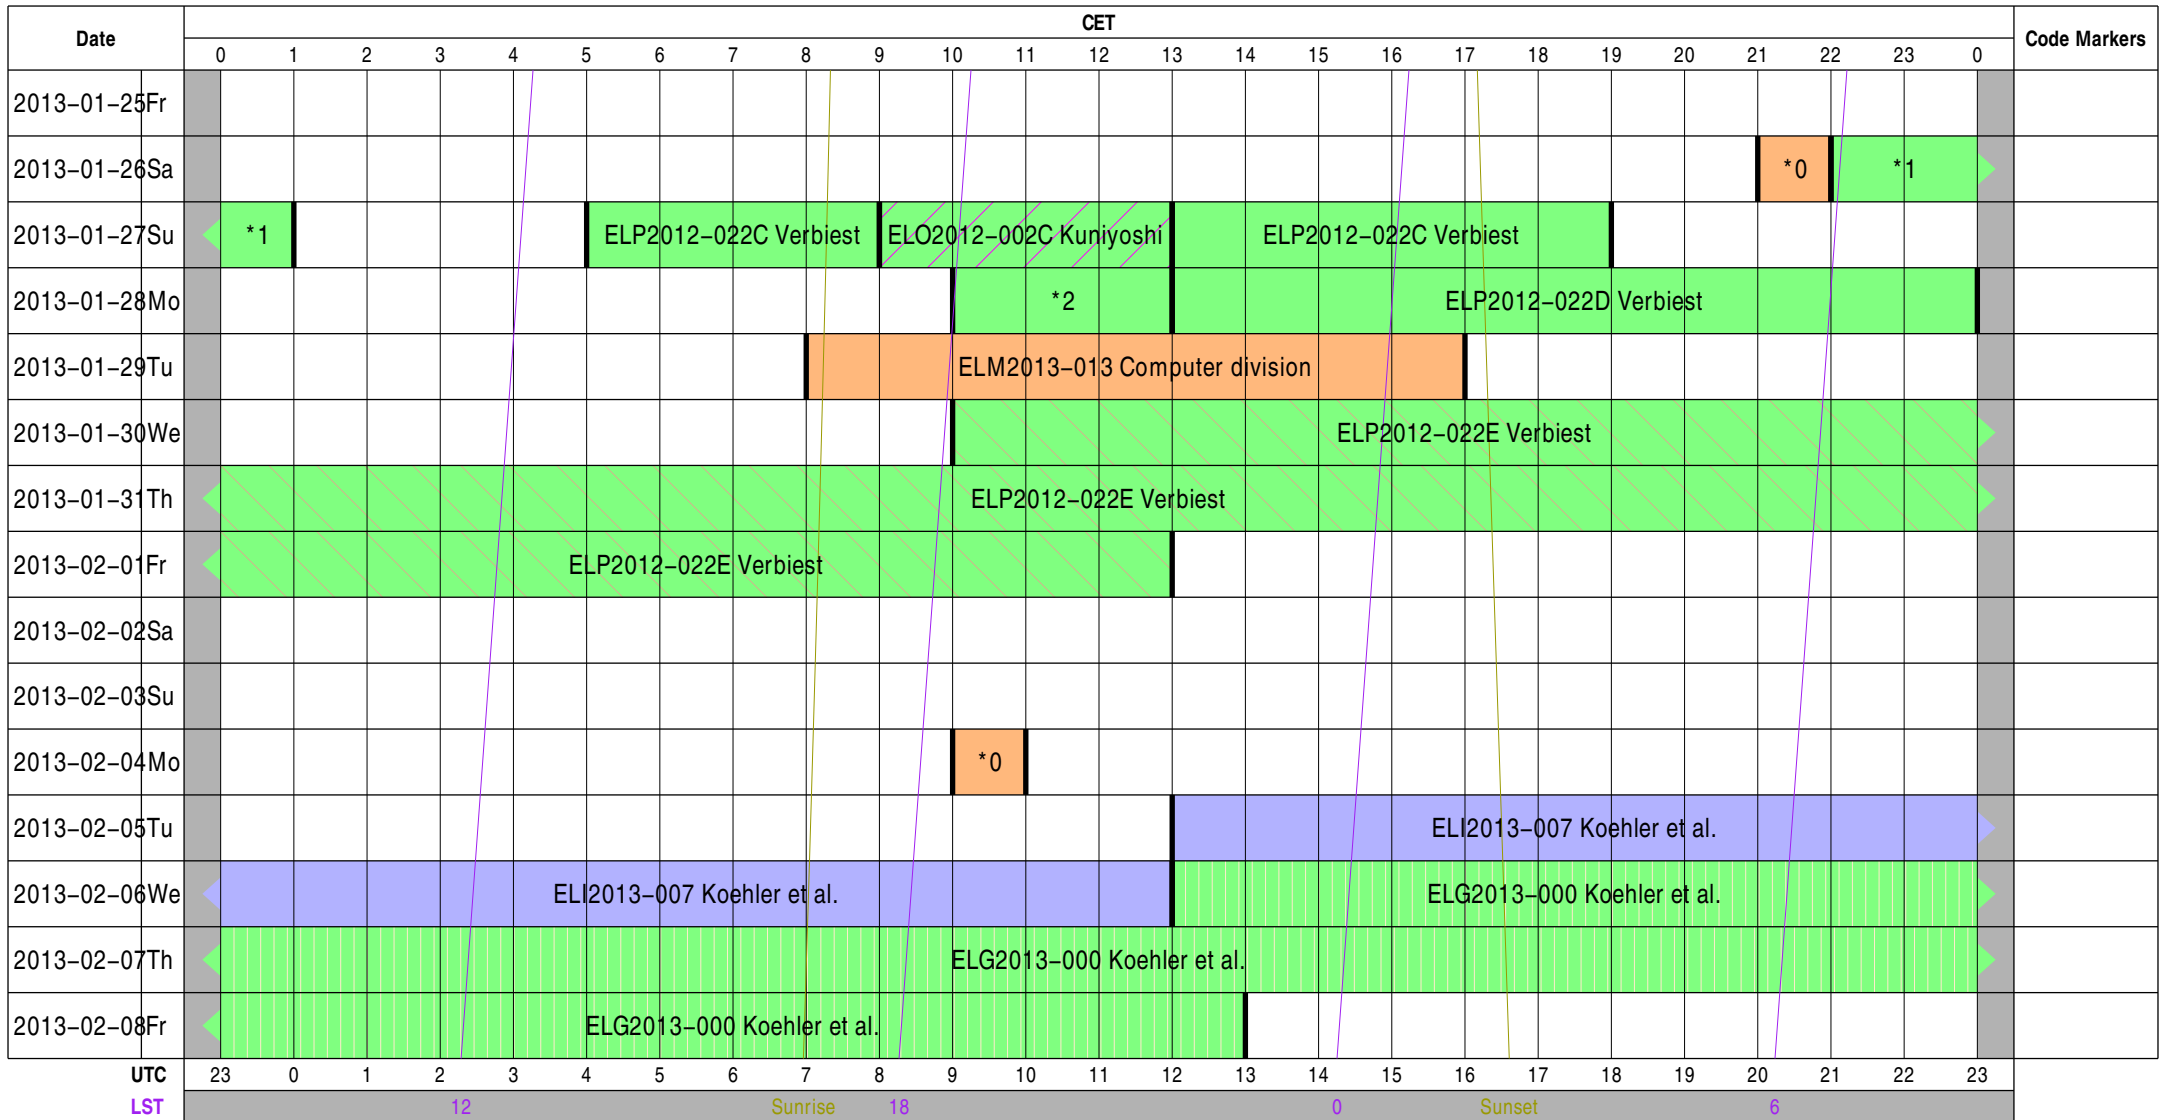 Date CET Code Markers
0 1 2 3 4 5 6 7 8 9 10 11 12 13 14 15 16 17 18 19 20 21 22 23 0
2013-01-25Fr
2013-01-26Sa *0 *1
2013-01-27Su *1 ELP2012-022C Verbiest ELO2012-002C Kuniyoshi ELP2012-022C Verbiest
2013-01-28Mo *2 ELP2012-022D Verbiest
2013-01-29Tu ELM2013-013 Computer division
2013-01-30We ELP2012-022E Verbiest
2013-01-31Th ELP2012-022E Verbiest
2013-02-01Fr ELP2012-022E Verbiest
2013-02-02Sa
2013-02-03Su
2013-02-04Mo *0
2013-02-05Tu ELI2013-007 Koehler et al.
2013-02-06We ELI2013-007 Koehler et al. ELG2013-000 Koehler et al.
2013-02-07Th ELG2013-000 Koehler et al.
2013-02-08Fr ELG2013-000 Koehler et al.
UTC 23 0 1 2 3 4 5 6 7 8 9 10 11 12 13 14 15 16 17 18 19 20 21 22 23
LST 12 Sunrise 18 0 Sunset 6